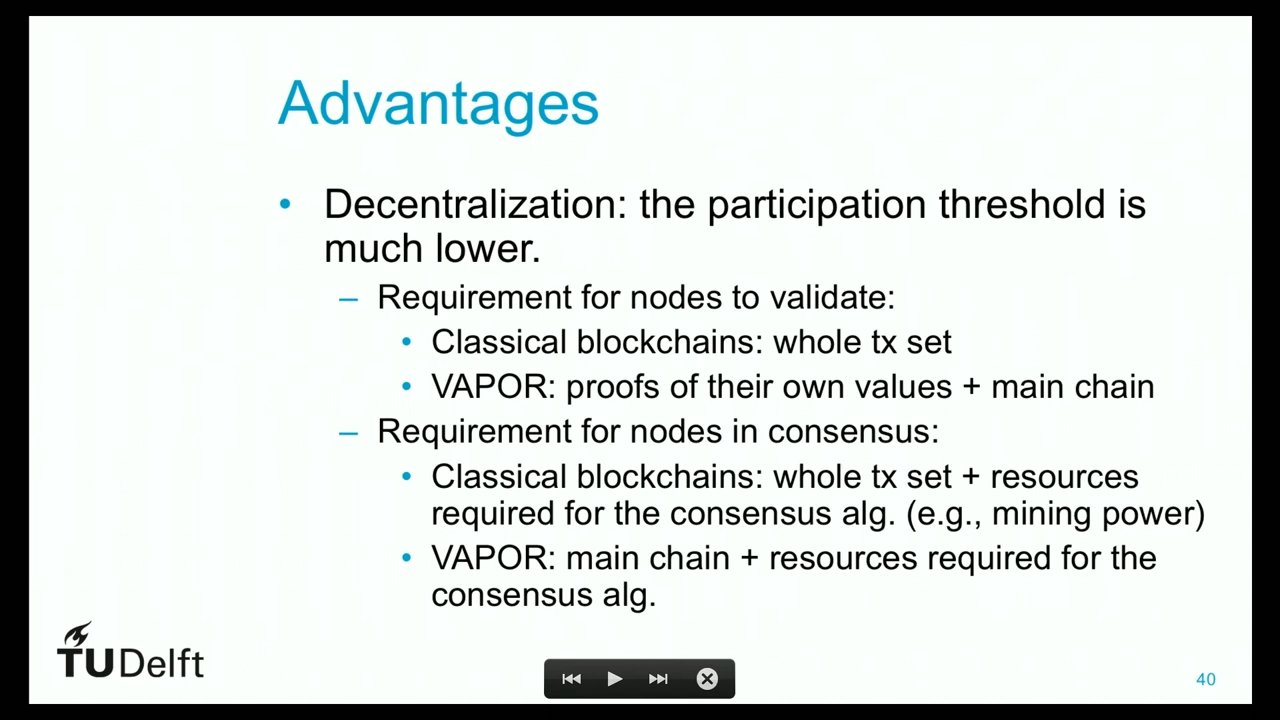 Advantages
• Decentralization: the participation threshold is
much lower.
– Requirement for nodes to validate:
• Classical blockchains: whole tx set
• VAPOR: proofs of their own values + main chain
– Requirement for nodes in consensus:
• Classical blockchains: whole tx set + resources
required for the consensus alg. (e.g., mining power)
• VAPOR: main chain + resources required for the
consensus alg.
TUDelft
40